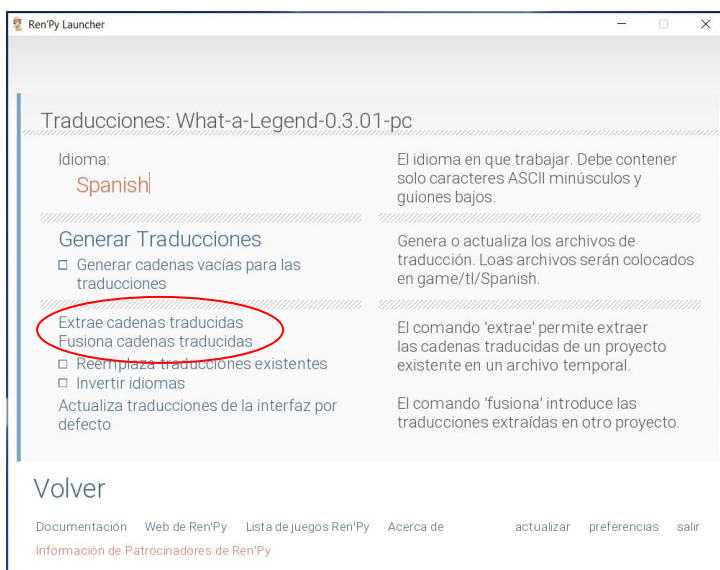 Ren'Py Launcher
Traducciones: What-a-Legend-0.3.01-pc
Idioma:
Spanish
El idioma en que trabajar. Debe contener
solo caracteres ASCII minúsculos y
guiones bajos.
Generar Traducciones
Generar cadenas vacías para las
traducciones
Genera o actualiza los archivos de
traducción. Loas archivos serán colocados
en game/tl/Spanish.
Extrae cadenas traducidas
Fusiona cadenas traducidas
Reemplaza traducciones existentes
Invertir idiomas
Actualiza traducciones de la interfaz por
defecto
El comando 'extrae' permite extraer
las cadenas traducidas de un proyecto
existente en un archivo temporal.
El comando 'fusiona' introduce las
traducciones extraídas en otro proyecto.
Volver
Documentación Web de Ren'Py Lista de juegos Ren'Py Acerca de actualizar preferencias salir
Información de Patrocinadores de Ren'Py